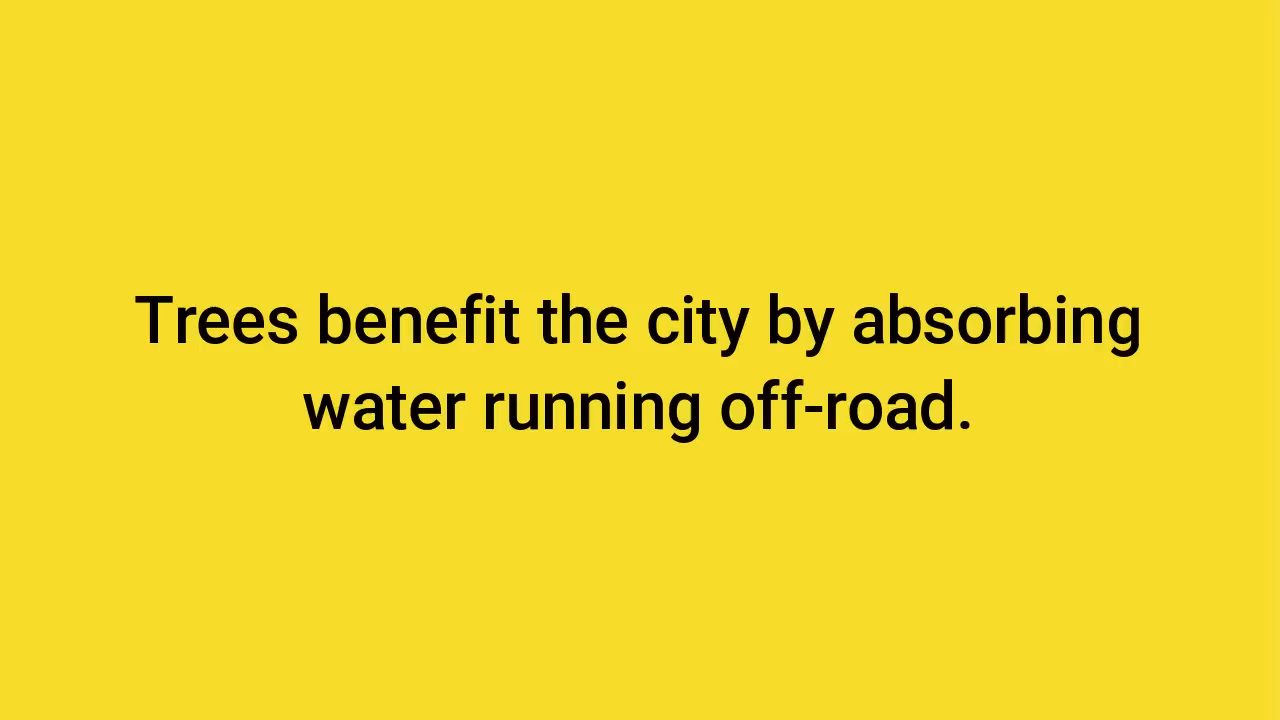 Trees benefit the city by absorbing
water running off-road.